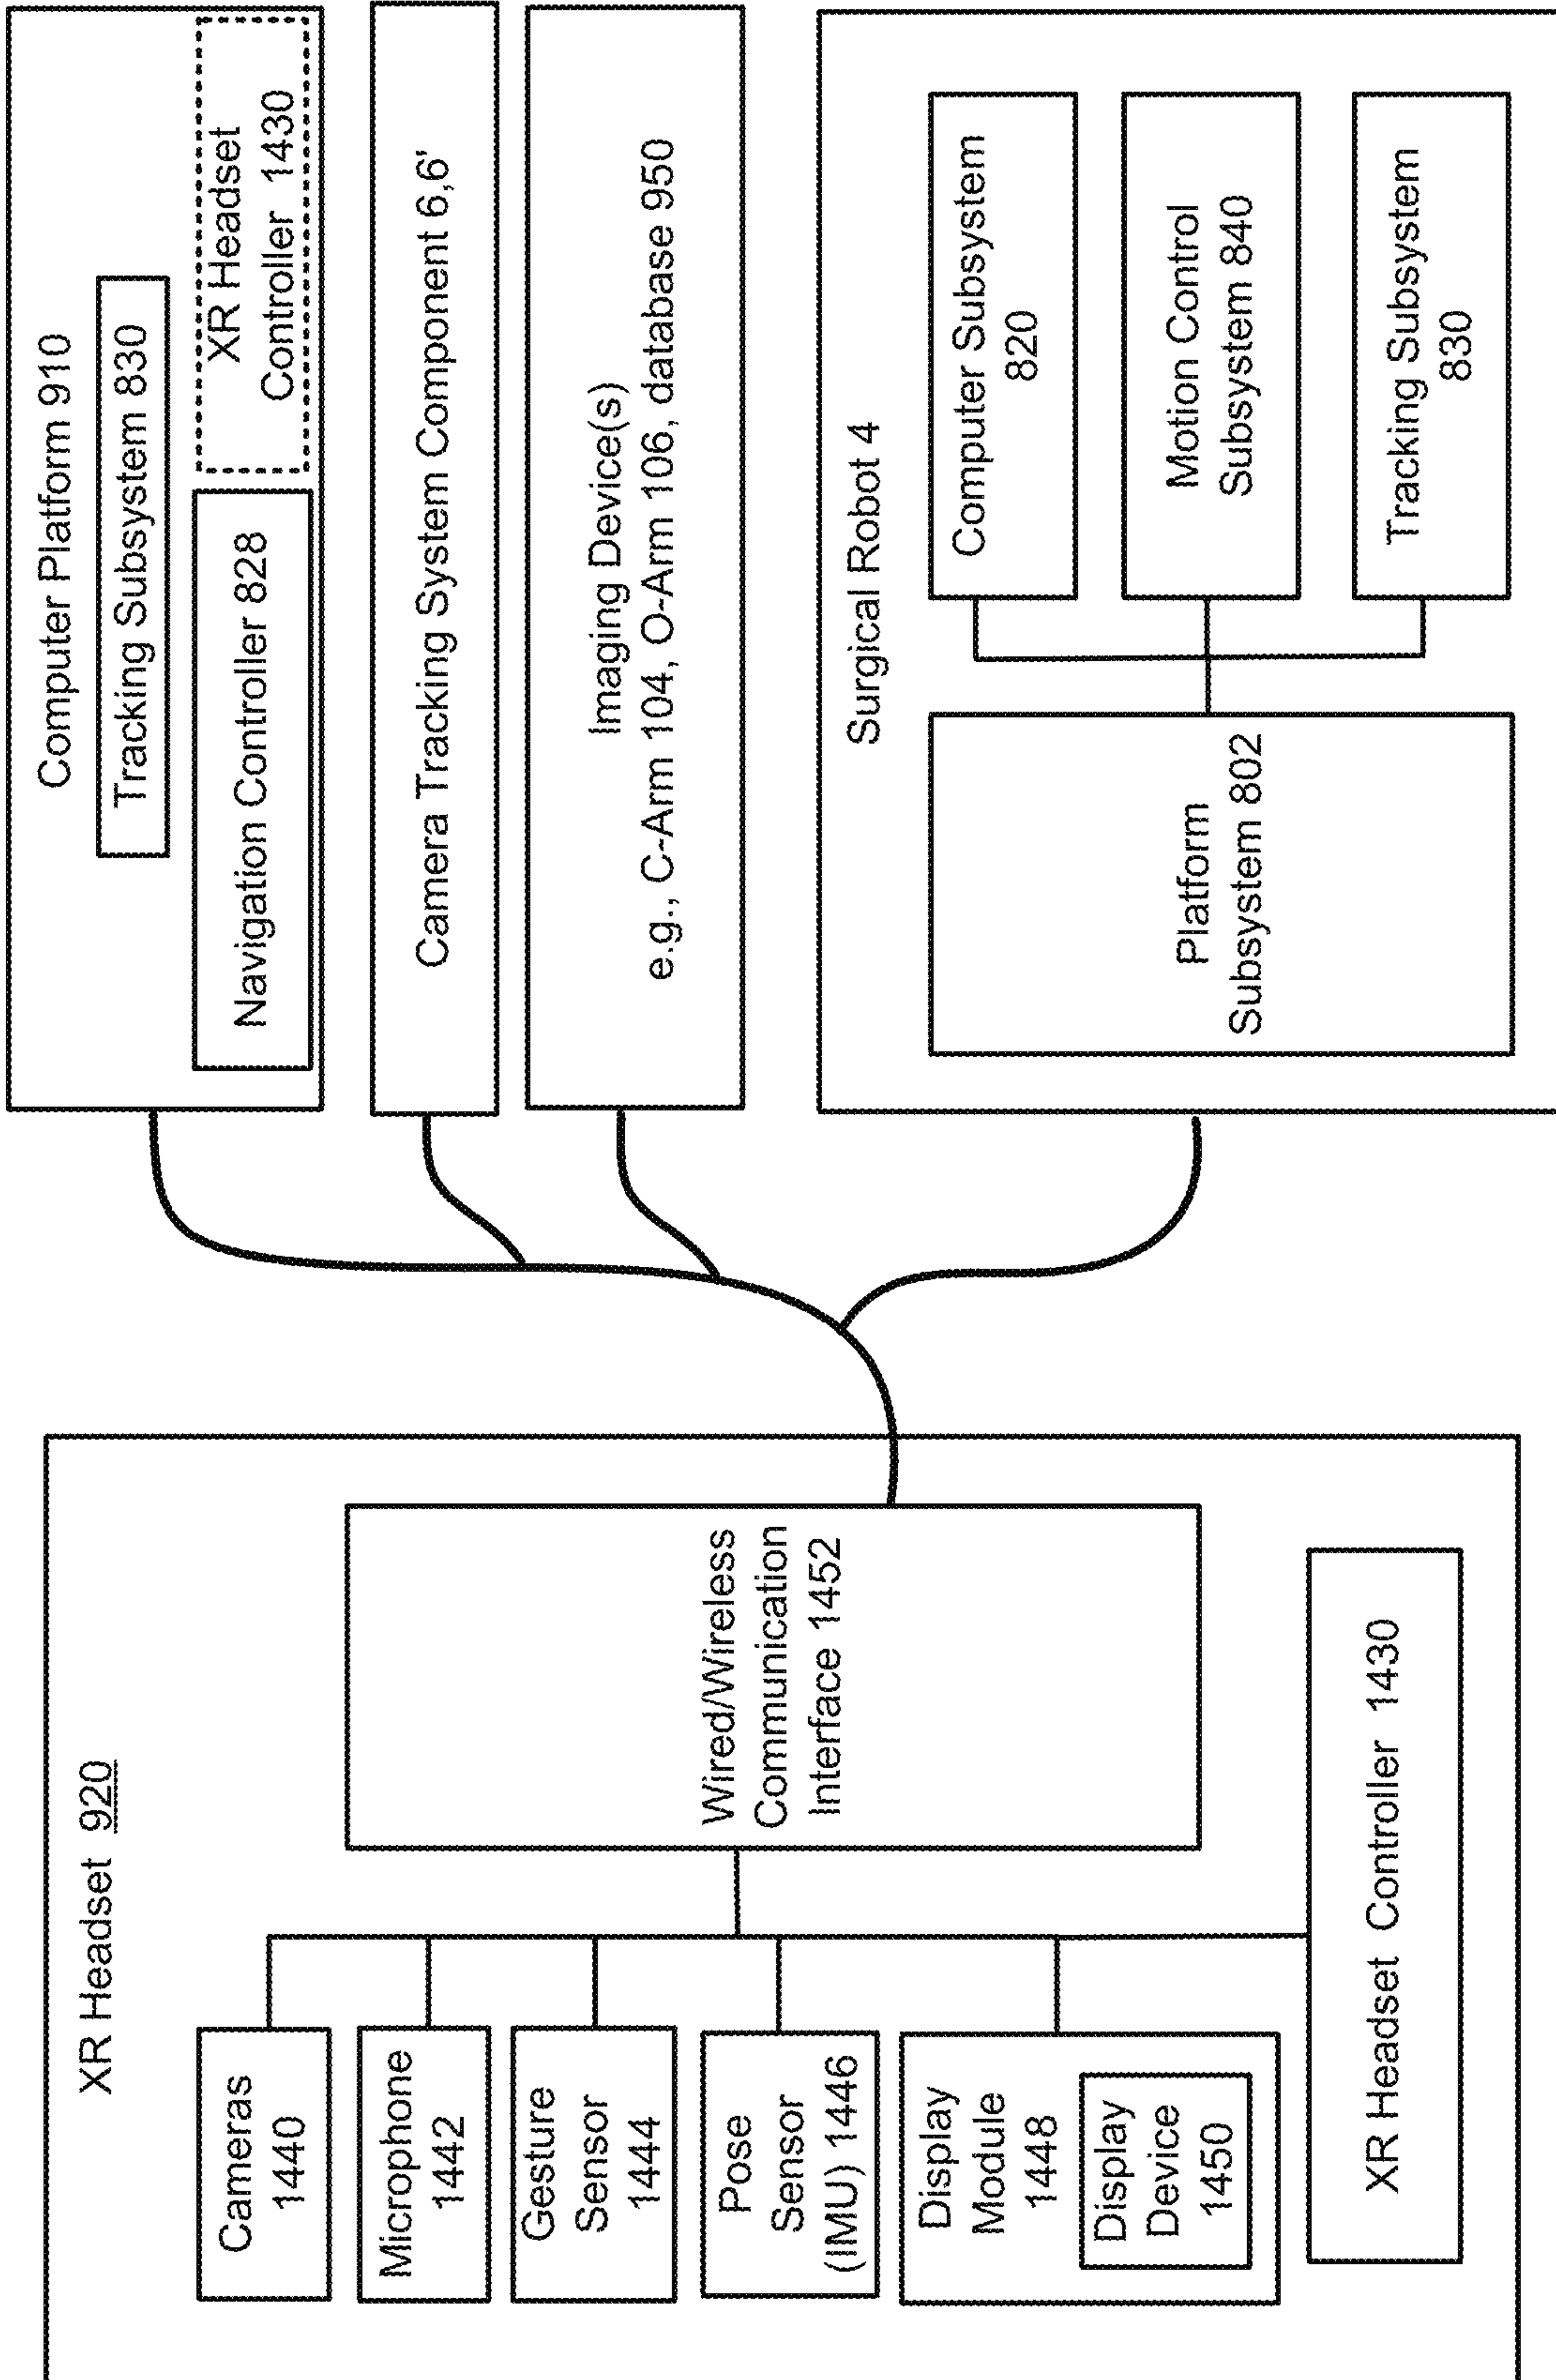 XR Headset 920
Cameras
1440
Microphone
1442
Gesture
Sensor
1444
Pose
Sensor
(IMU) 1446
Display
Module
1448
Display
Device
1450
Wired/Wireless
Communication
Interface 1452
XR Headset Controller 1430
Computer Platform 910
Tracking Subsystem 830
Navigation Controller 828
XR Headset
Controller 1430
Camera Tracking System Component 6,6'
Imaging Device(s)
e.g., C-Arm 104, O-Arm 106, database 950
Surgical Robot 4
Platform
Subsystem 802
Computer Subsystem
820
Motion Control
Subsystem 840
Tracking Subsystem
830